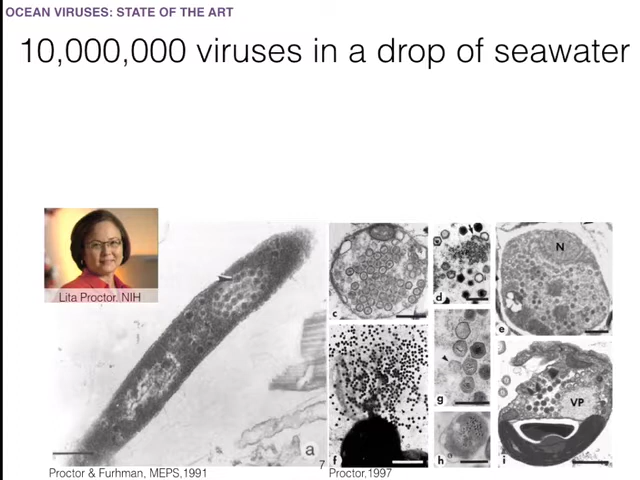 OCEAN VIRUSES: STATE OF THE ART
10,000,000 viruses in a drop of seawater
Lita Proctor. NIH
N
c
d
e
g
VP
a
7
f
h
i
Proctor & Furhman, MEPS,1991
Proctor,1997